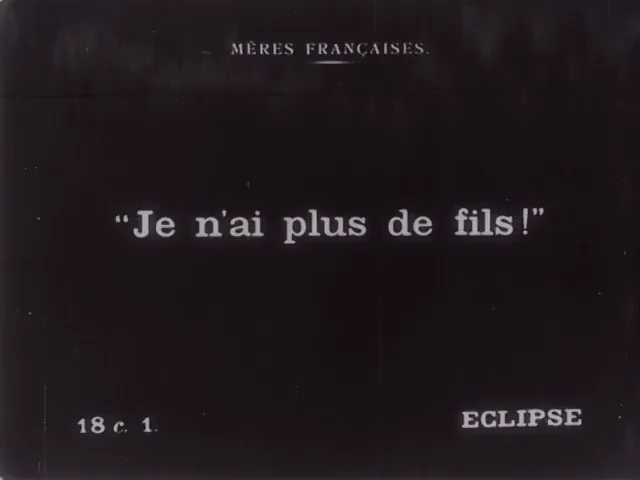 MÈRES FRANÇAISES.
“Je n'ai plus de fils!”
18 c. 1.
ECLIPSE